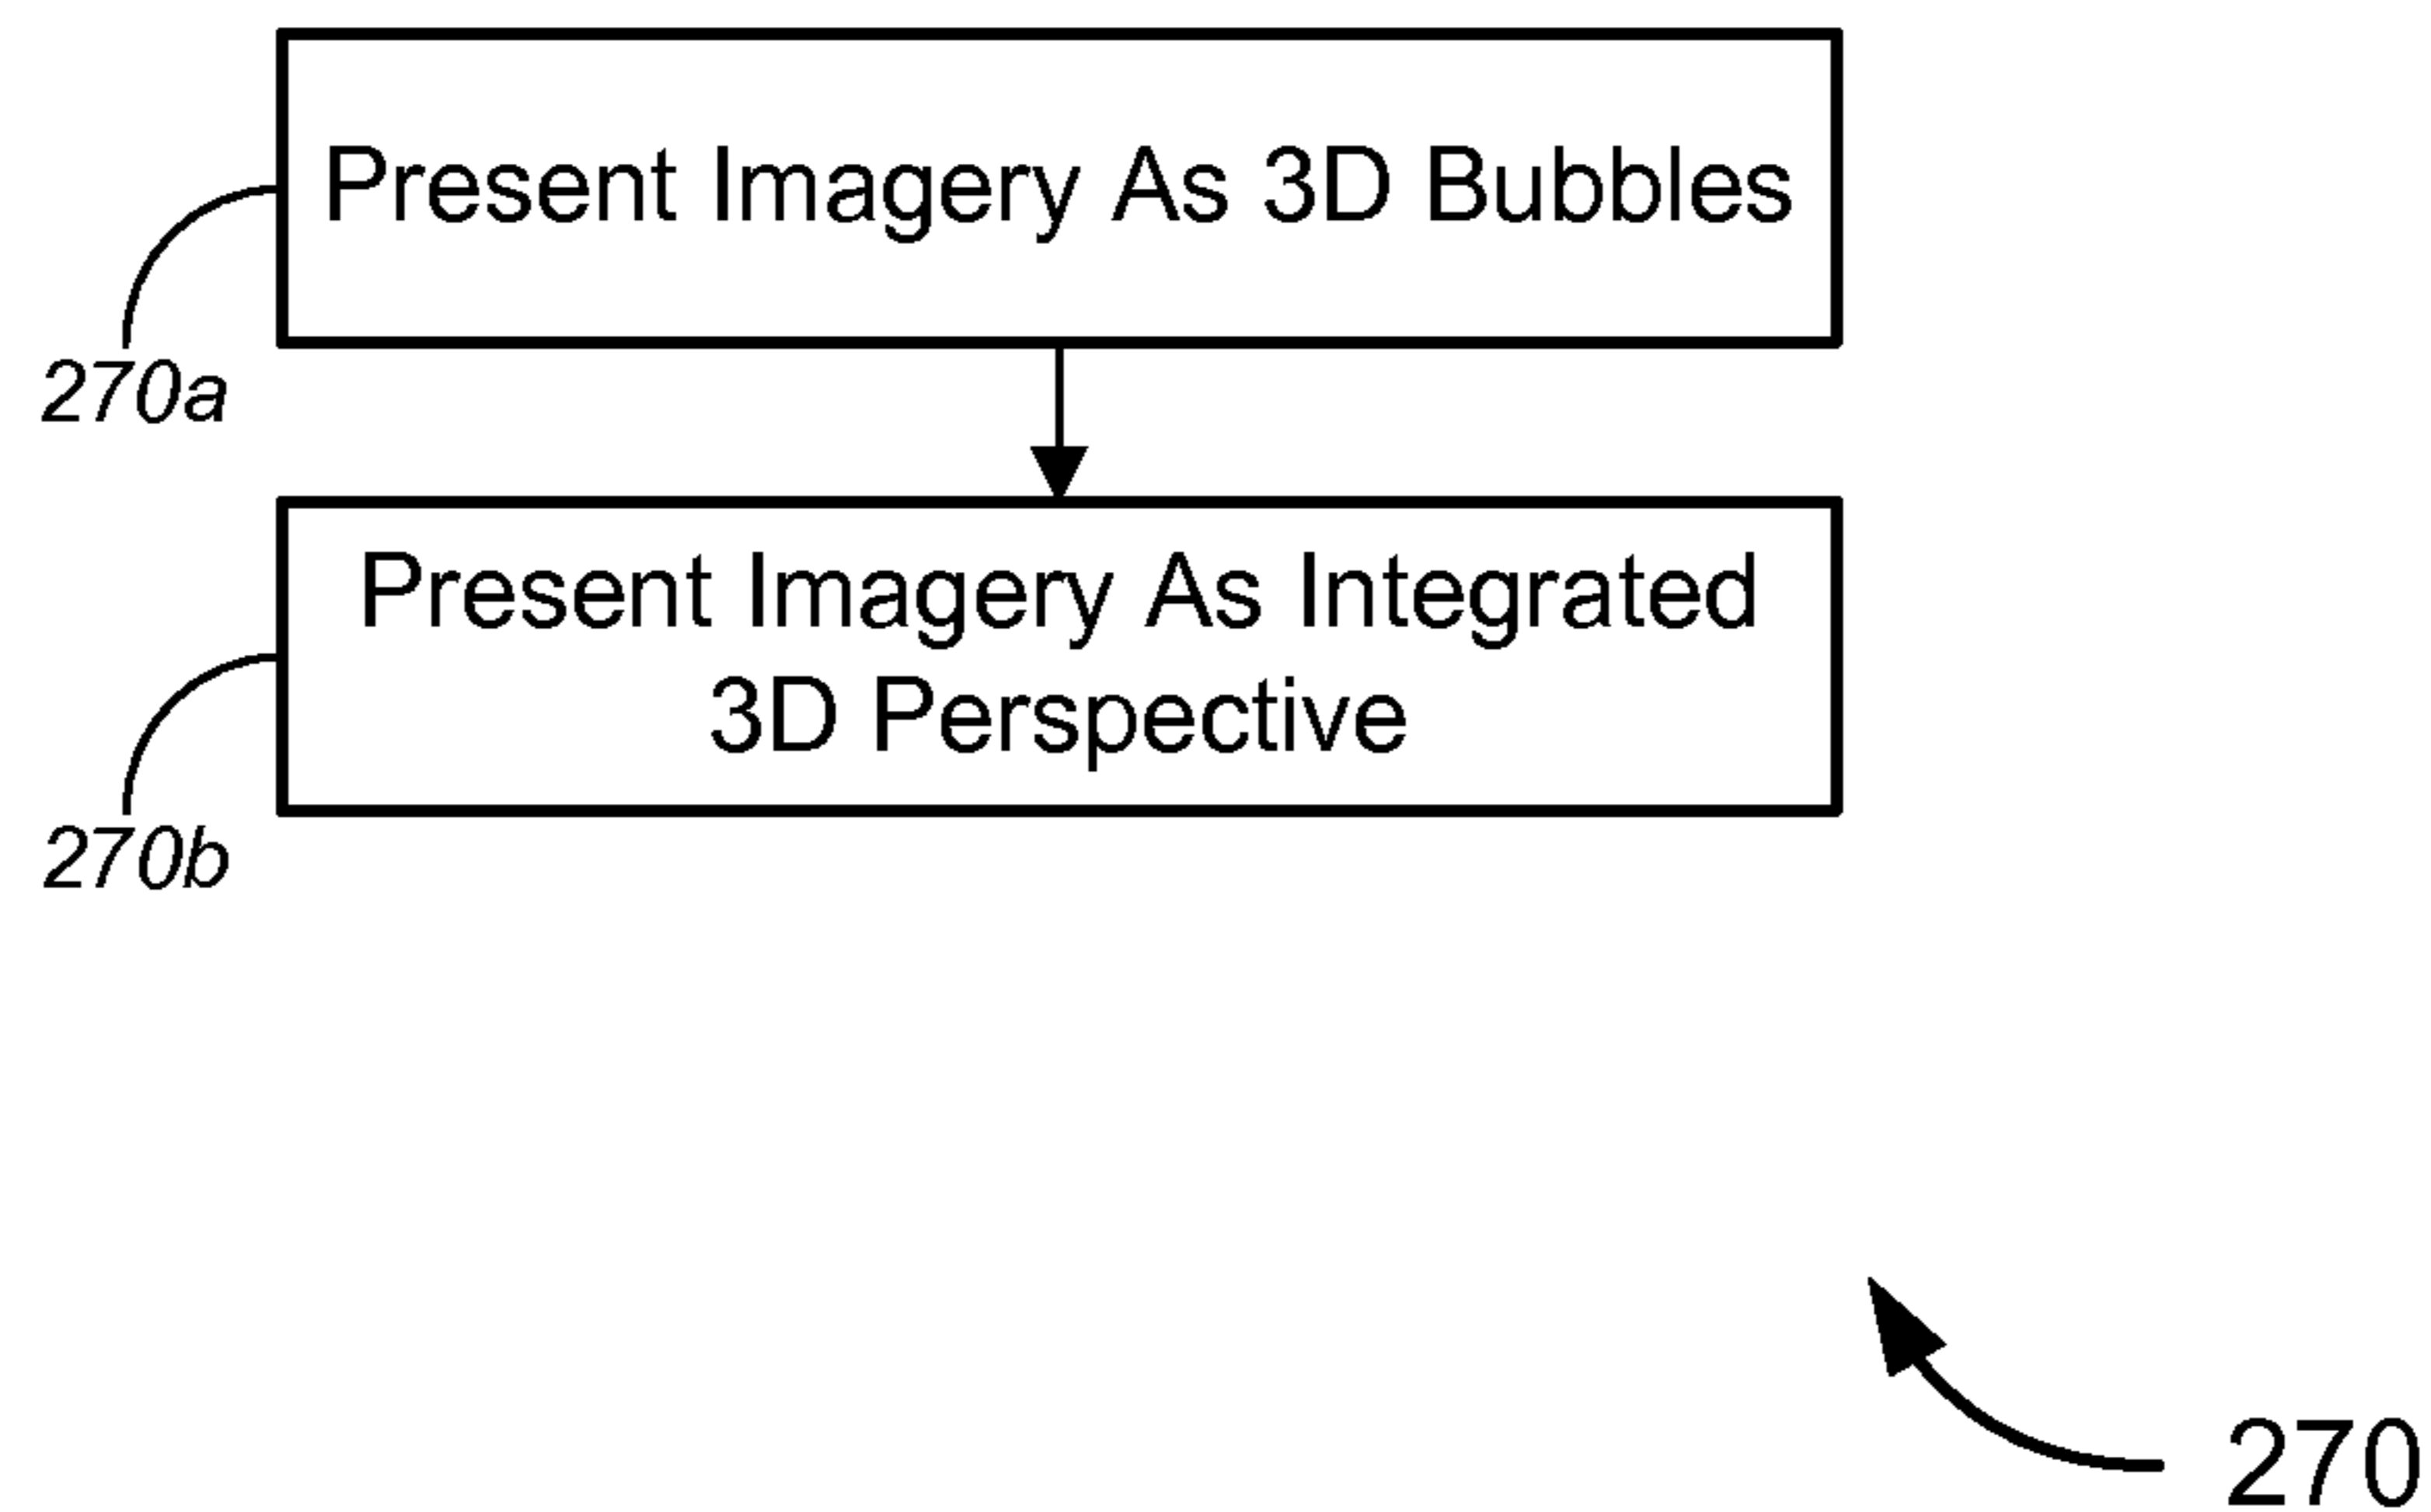 Present Imagery As 3D Bubbles
270a
Present Imagery As Integrated
3D Perspective
270b
270